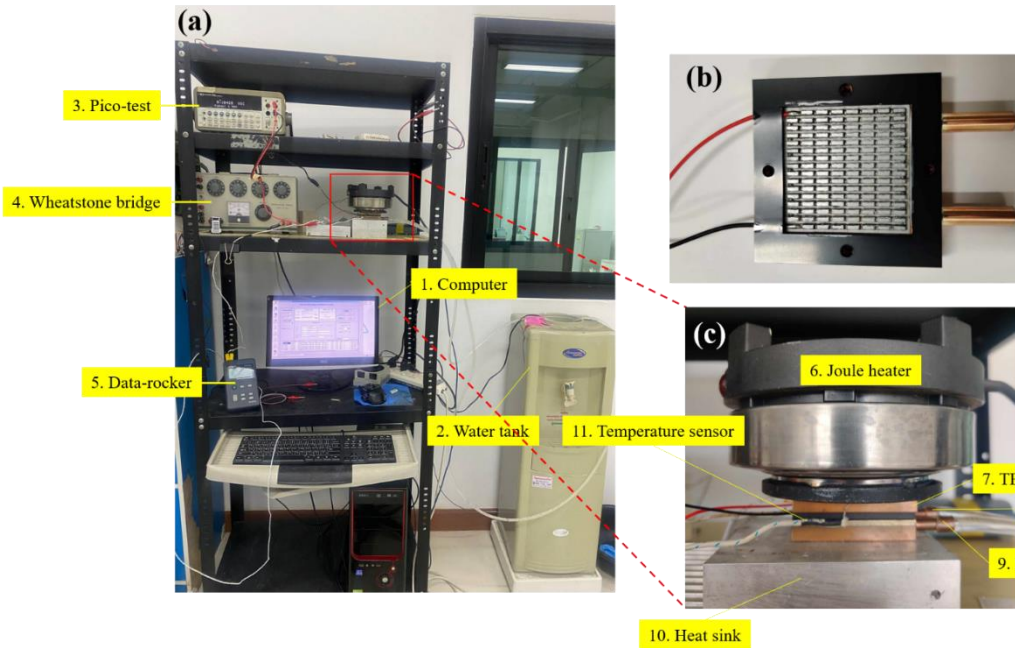 (a)
3. Pico-test
4. Wheatstone bridge
1. Computer
5. Data-rocker
2. Water tank
(b)
(c)
6. Joule heater
11. Temperature sensor
7. TE
9.
10. Heat sink